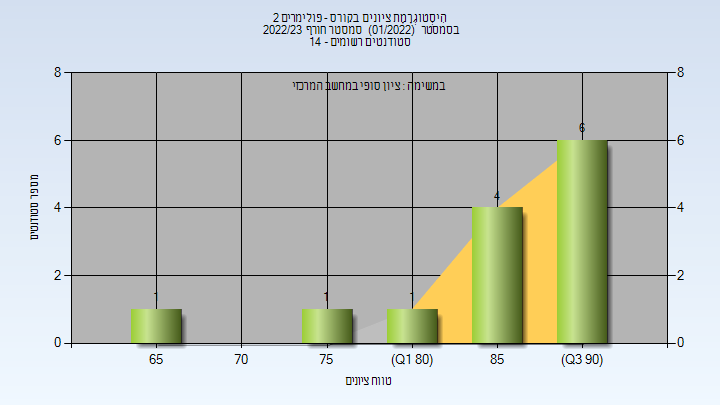 היסטוגרמת ציונים בקורס - פולימרים 2
בסמסטר (01/2022) סמסטר חורף 2022/23
סטודנטים רשומים - 14
במשימה : ציון סופי במחשב המרכזי
8
8
6
6
6
4
4
4
2
2
1
1
1
0
0
65
70
75
(Q1 80)
85
(Q3 90)
מספר סטודנטים
טווח ציונים